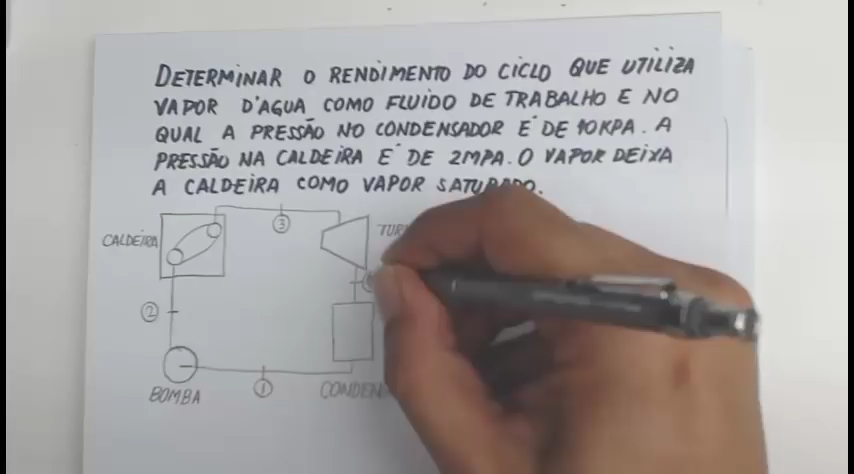 DETERMINAR O RENDIMENTO DO CICLO QUE UTILIZA
VAPOR D'AGUA COMO FLUIDO DE TRABALHO E NO
QUAL A PRESSÃO NO CONDENSADOR E' DE 10KPA. A
PRESSÃO NA CALDEIRA E' DE 2MPA. O VAPOR DEIXA
A CALDEIRA COMO VAPOR SATURADO.
3
CALDEIRA
2
1
BOMBA